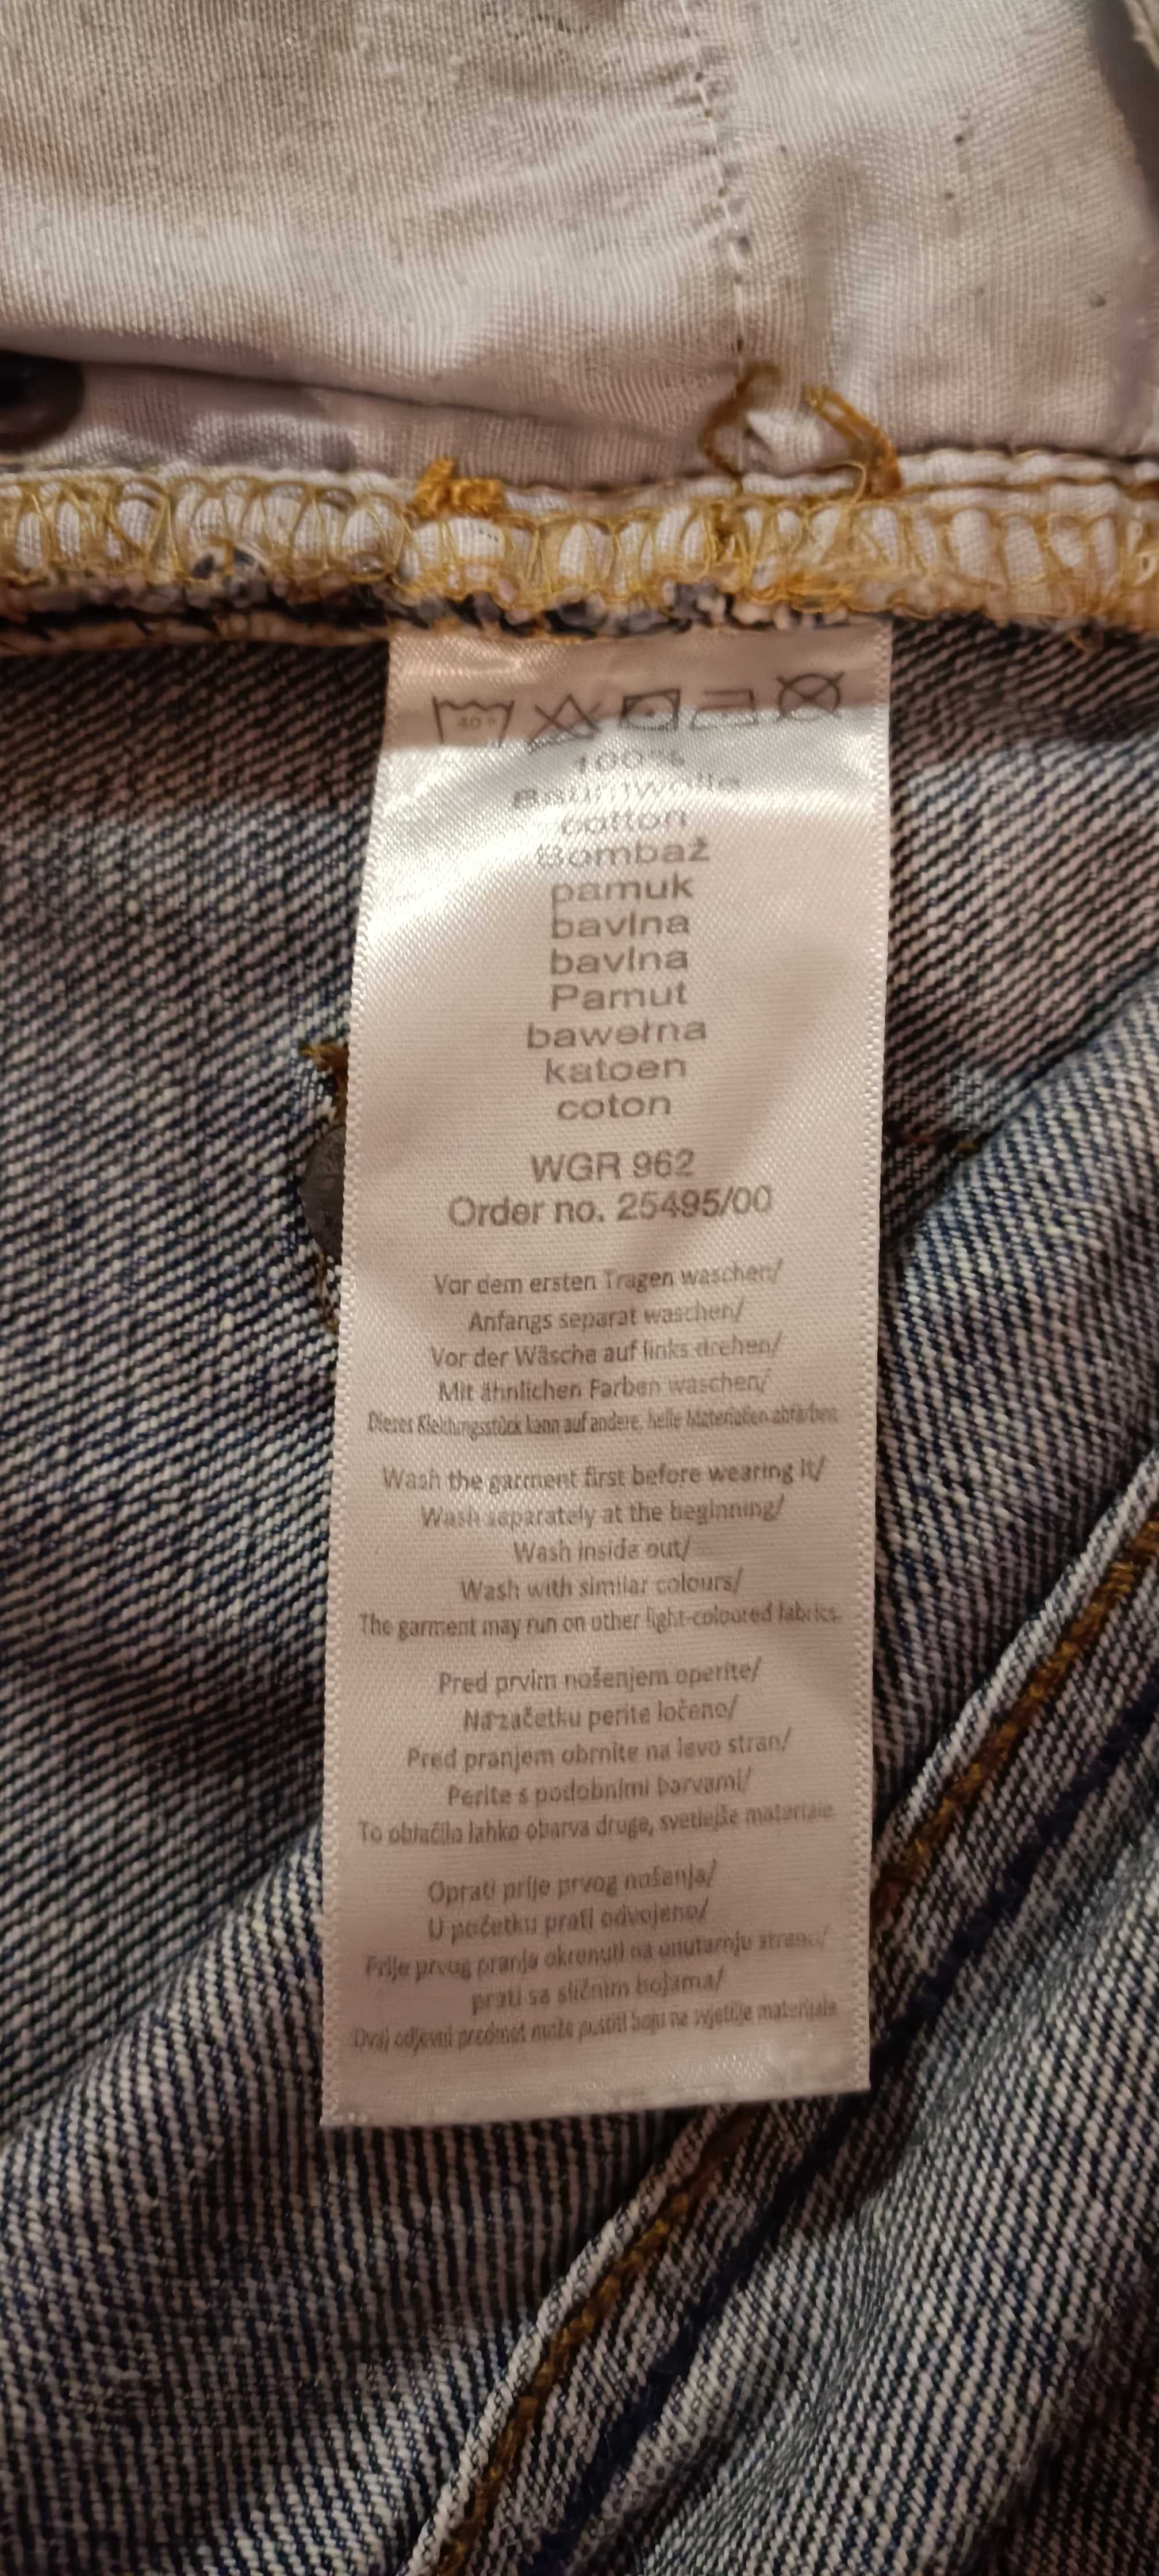 40°
100%
Baumwolle
cotton
Bombaž
pamuk
bavlna
bavlna
Pamut
bawełna
katoen
coton
WGR 962
Order no. 25495/00
Vor dem ersten Tragen waschen/
Anfangs separat waschen/
Vor der Wäsche auf links drehen/
Mit ähnlichen Farben waschen/
Dieses Kleidungsstück kann auf andere, helle Materialien abfärben.
Wash the garment first before wearing it/
Wash separately at the beginning/
Wash inside out/
Wash with similar colours/
The garment may run on other light-coloured fabrics.
Pred prvim nošenjem operite/
Na začetku perite ločeno/
Pred pranjem obrnite na levo stran/
Perite s podobnimi barvami/
To oblačilo lahko obarva druge, svetlejše materiale.
Oprati prije prvog nošenja/
U početku prati odvojeno/
Prije prvog pranja okrenuti na unutarnju stranu/
prati sa sličnim bojama/
Ovaj odjevni predmet može pustiti boju na svjetlije materijale.